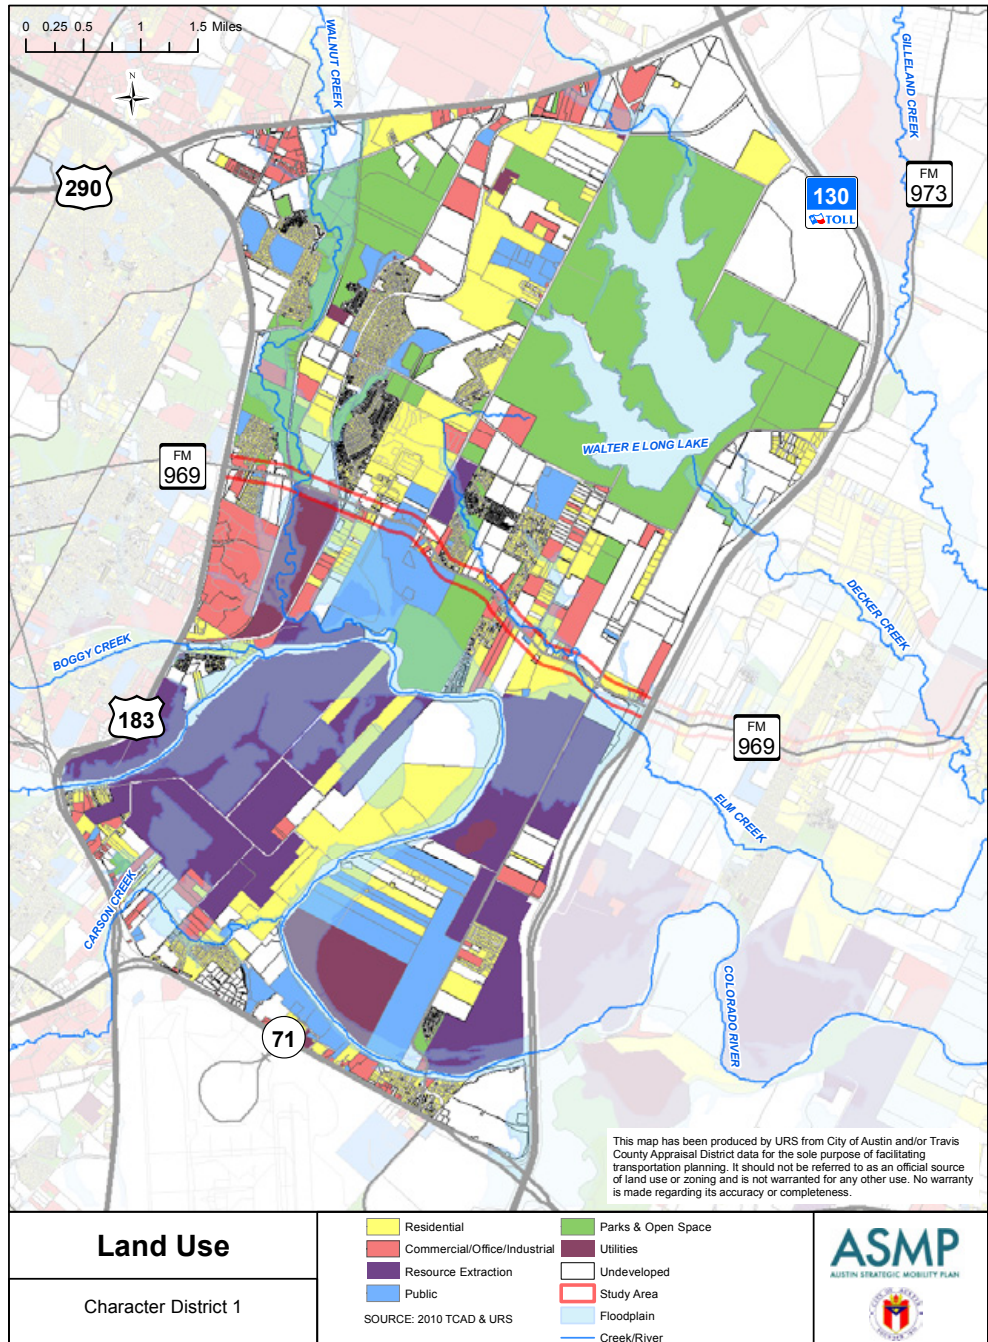 0 0.25 0.5 1 1.5 Miles
N
WALNUT CREEK
GILLELAND CREEK
290
130
TOLL
FM
973
WALTER E LONG LAKE
FM
969
DECKER CREEK
BOGGY CREEK
183
FM
969
ELM CREEK
CARSON CREEK
COLORADO RIVER
71
This map has been produced by URS from City of Austin and/or Travis
County Appraisal District data for the sole purpose of facilitating
transportation planning. It should not be referred to as an official source
of land use or zoning and is not warranted for any other use. No warranty
is made regarding its accuracy or completeness.
Land Use
Character District 1
Residential
Commercial/Office/Industrial
Resource Extraction
Public
SOURCE: 2010 TCAD & URS
Parks & Open Space
Utilities
Undeveloped
Study Area
Floodplain
Creek/River
ASMP
AUSTIN STRATEGIC MOBILITY PLAN